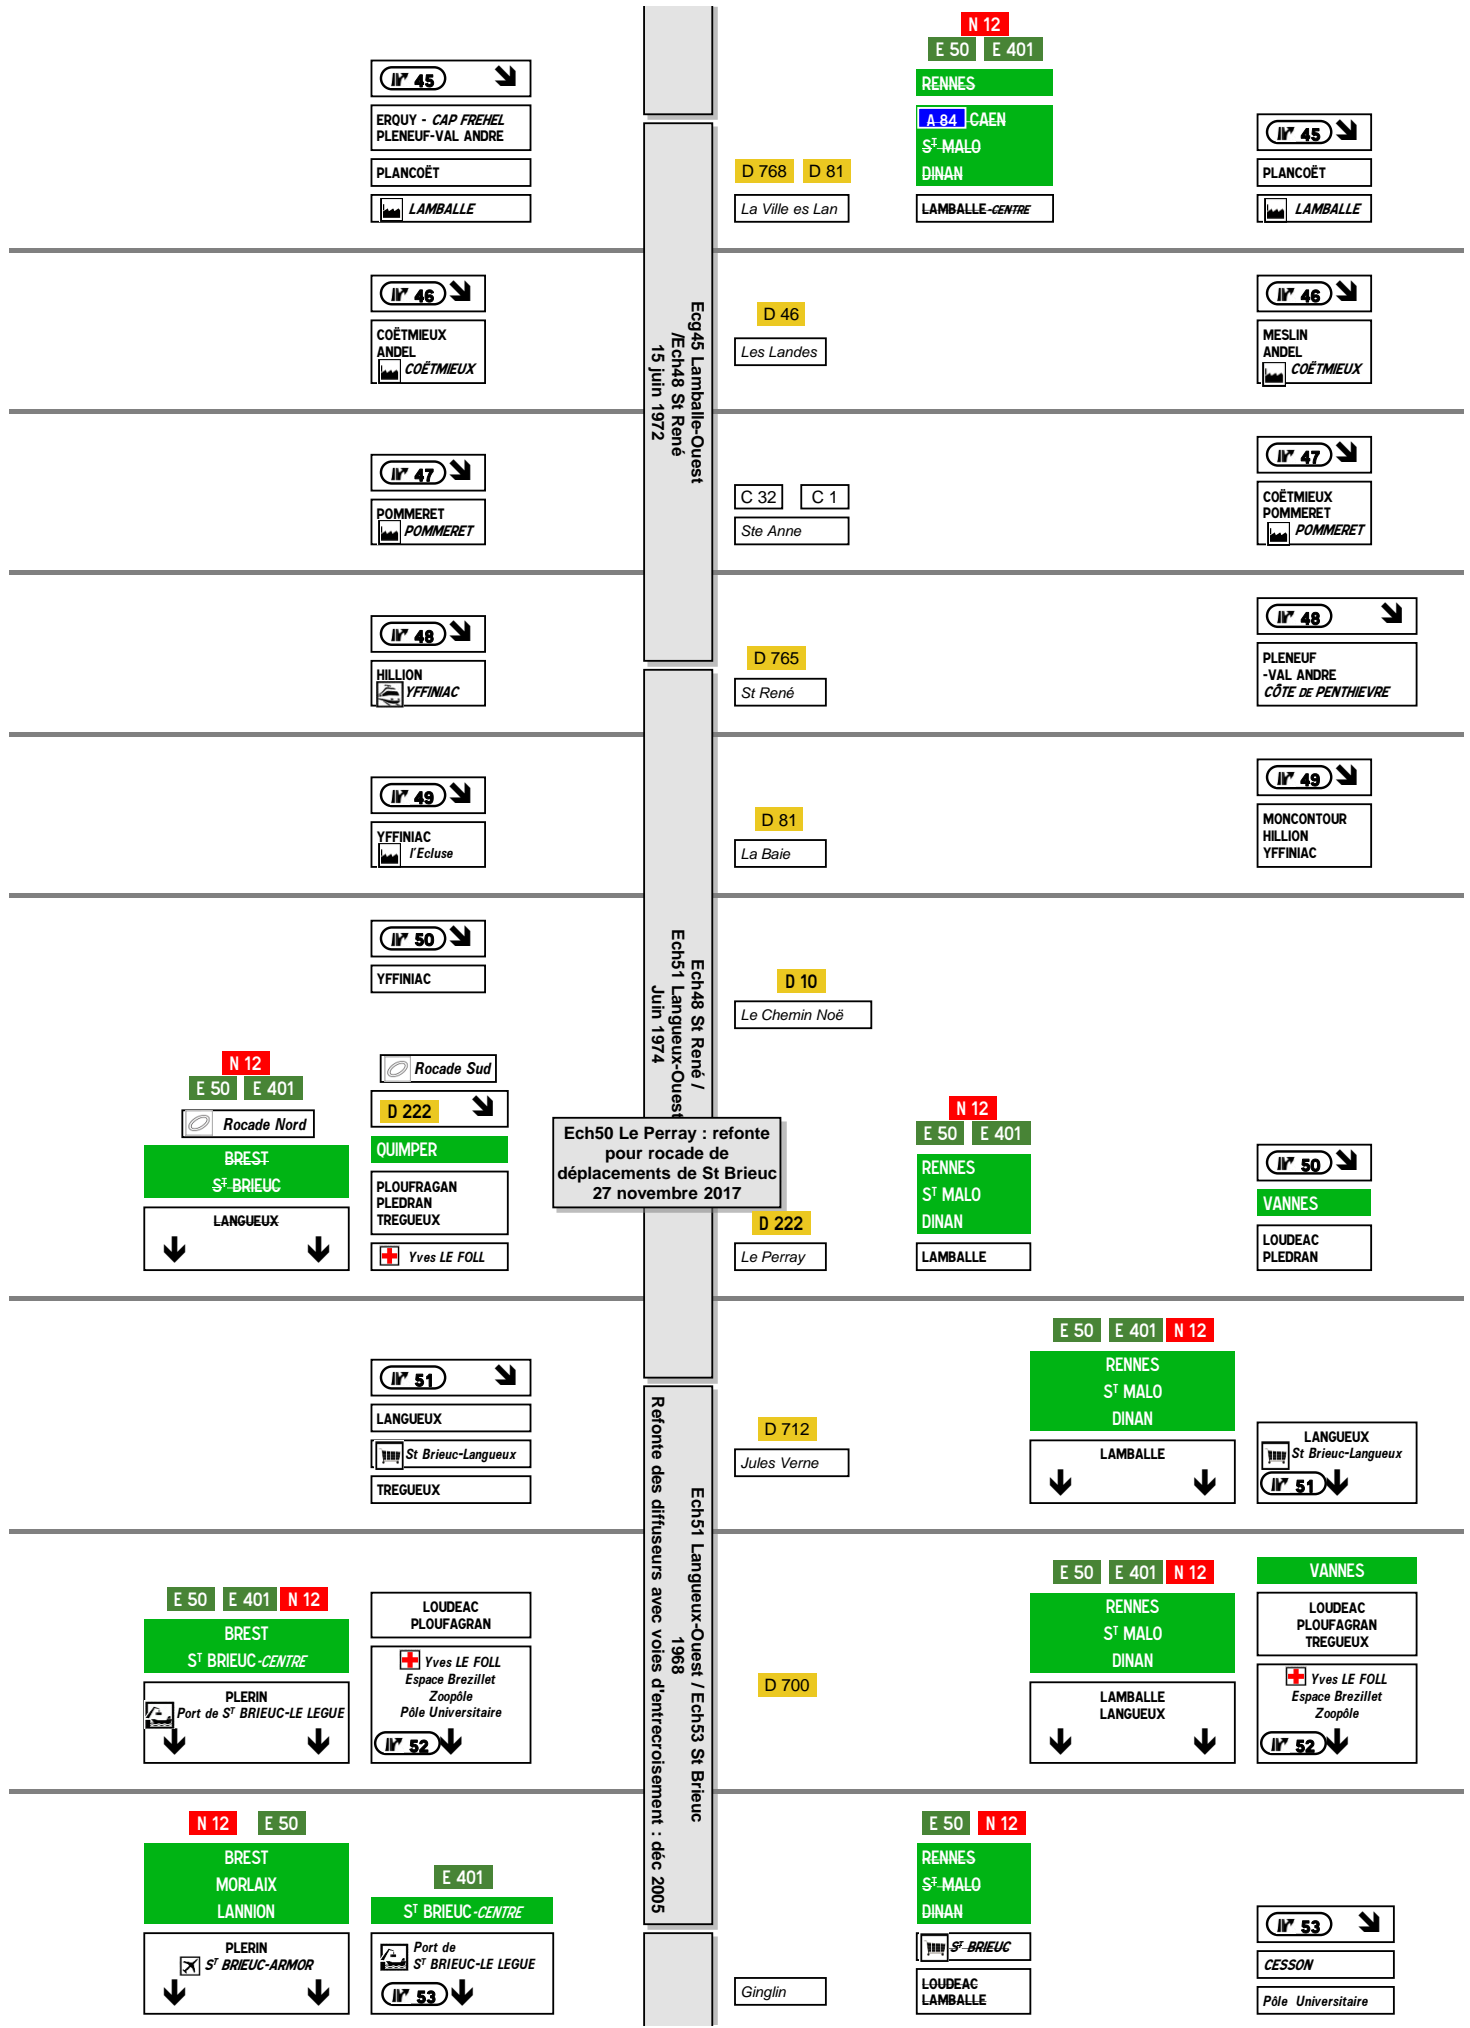 45
ERQUY - CAP FREHEL
PLENEUF-VAL ANDRE
PLANCOËT
LAMBALLE
D 768 D 81
La Ville es Lan
N 12
E 50 E 401
RENNES
A 84 CAEN
ST MALO
DINAN
LAMBALLE-CENTRE
45
PLANCOËT
LAMBALLE
Ecg45 Lamballe-Ouest
/Ech48 St René
15 juin 1972
46
COËTMIEUX
ANDEL
COËTMIEUX
D 46
Les Landes
46
MESLIN
ANDEL
COËTMIEUX
47
POMMERET
POMMERET
C 32 C 1
Ste Anne
47
COËTMIEUX
POMMERET
POMMERET
48
HILLION
YFFINIAC
D 765
St René
48
PLENEUF
-VAL ANDRE
CÔTE DE PENTHIEVRE
49
YFFINIAC
l'Ecluse
D 81
La Baie
49
MONCONTOUR
HILLION
YFFINIAC
Ech48 St René /
Ech51 Langueux-Ouest
Juin 1974
50
YFFINIAC
D 10
Le Chemin Noë
N 12
E 50 E 401
Rocade Nord
BREST
ST BRIEUC
LANGUEUX
Rocade Sud
D 222
QUIMPER
PLOUFRAGAN
PLEDRAN
TREGUEUX
Yves LE FOLL
Ech50 Le Perray : refonte
pour rocade de
déplacements de St Brieuc
27 novembre 2017
D 222
Le Perray
N 12
E 50 E 401
RENNES
ST MALO
DINAN
LAMBALLE
50
VANNES
LOUDEAC
PLEDRAN
51
LANGUEUX
St Brieuc-Langueux
TREGUEUX
D 712
Jules Verne
E 50 E 401 N 12
RENNES
ST MALO
DINAN
LAMBALLE
LANGUEUX
St Brieuc-Langueux
51
Ech51 Langueux-Ouest / Ech53 St Brieuc
1968
Refonte des diffuseurs avec voies d'entrecroisement : déc 2005
E 50 E 401 N 12
BREST
ST BRIEUC-CENTRE
PLERIN
Port de ST BRIEUC-LE LEGUE
LOUDEAC
PLOUFAGRAN
Yves LE FOLL
Espace Brezillet
Zoopôle
Pôle Universitaire
52
D 700
E 50 E 401 N 12
RENNES
ST MALO
DINAN
LAMBALLE
LANGUEUX
VANNES
LOUDEAC
PLOUFAGRAN
TREGUEUX
Yves LE FOLL
Espace Brezillet
Zoopôle
52
N 12 E 50
BREST
MORLAIX
LANNION
PLERIN
ST BRIEUC-ARMOR
E 401
ST BRIEUC-CENTRE
Port de
ST BRIEUC-LE LEGUE
53
Ginglin
E 50 N 12
RENNES
ST MALO
DINAN
ST BRIEUC
LOUDEAC
LAMBALLE
53
CESSON
Pôle Universitaire